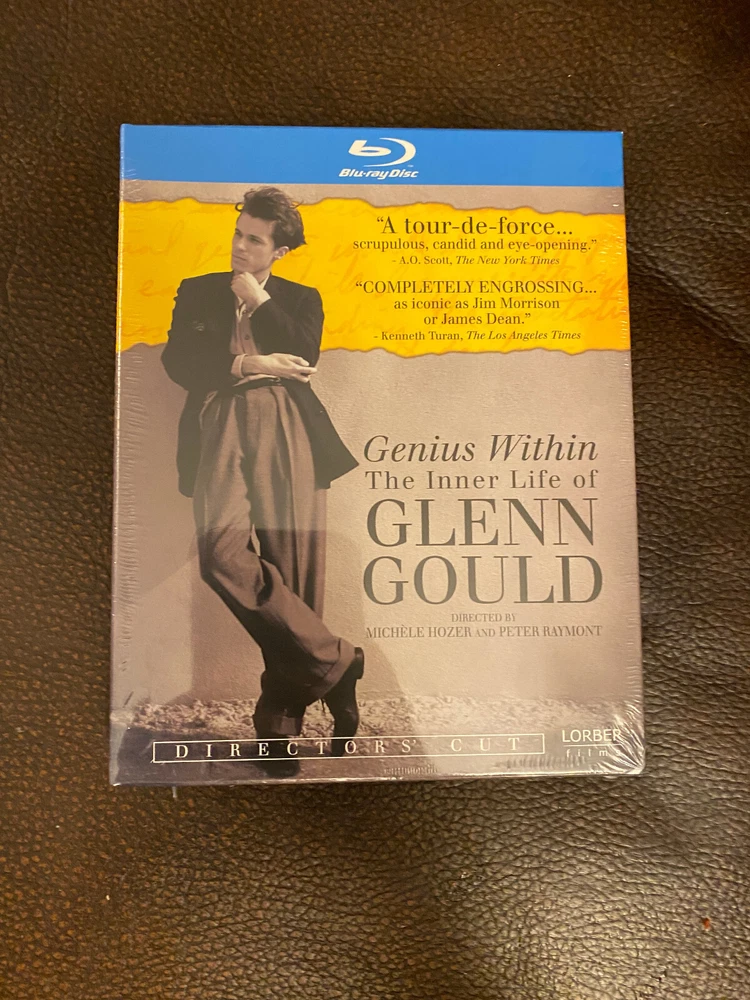 Blu-ray Disc
"A tour-de-force...
scrupulous, candid and eye-opening."
- A.O. Scott, The New York Times
"COMPLETELY ENGROSSING...
as iconic as Jim Morrison
or James Dean."
- Kenneth Turan, The Los Angeles Times
Genius Within
The Inner Life of
GLENN
GOULD
DIRECTED BY
MICHÈLE HOZER AND PETER RAYMONT
DIRECTORS' CUT
LORBER
films